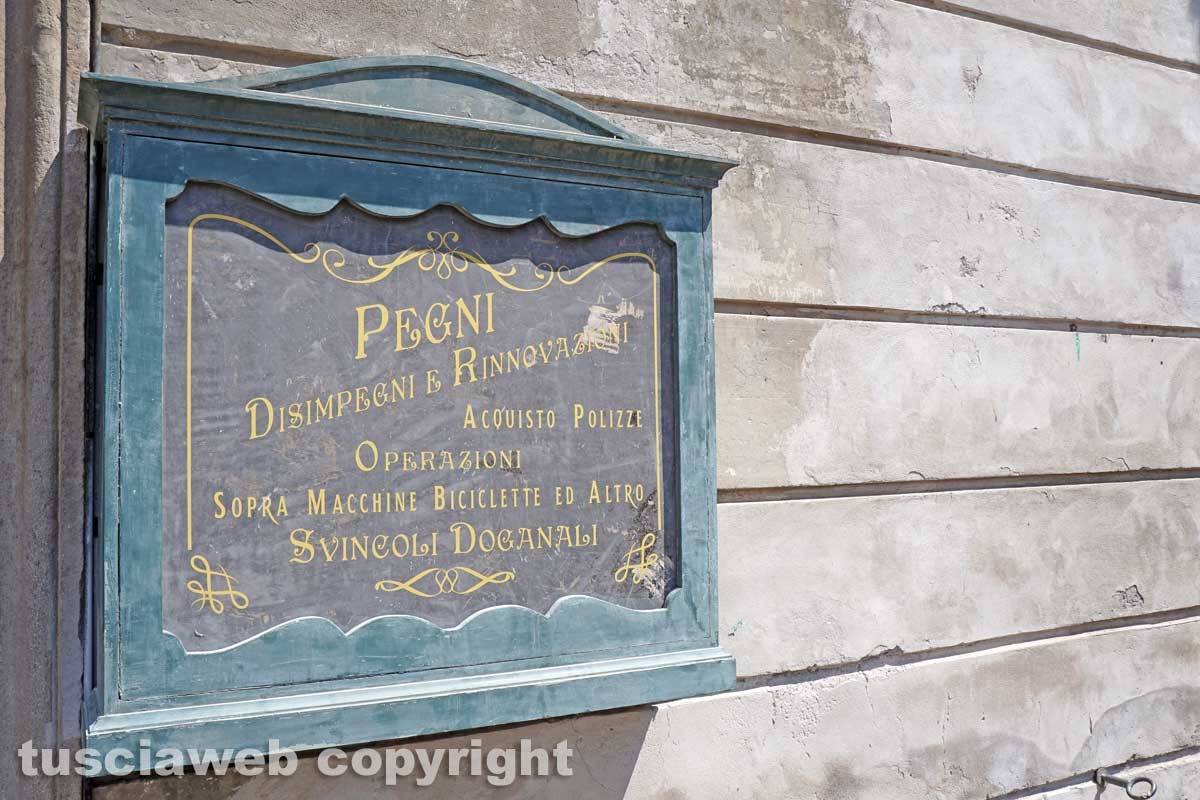 PEGNI
DISIMPEGNI E RINNOVAZIONI
ACQUISTO POLIZZE
OPERAZIONI
SOPRA MACCHINE BICICLETTE ED ALTRO
SVINCOLI DOGANALI
tusciaweb copyright